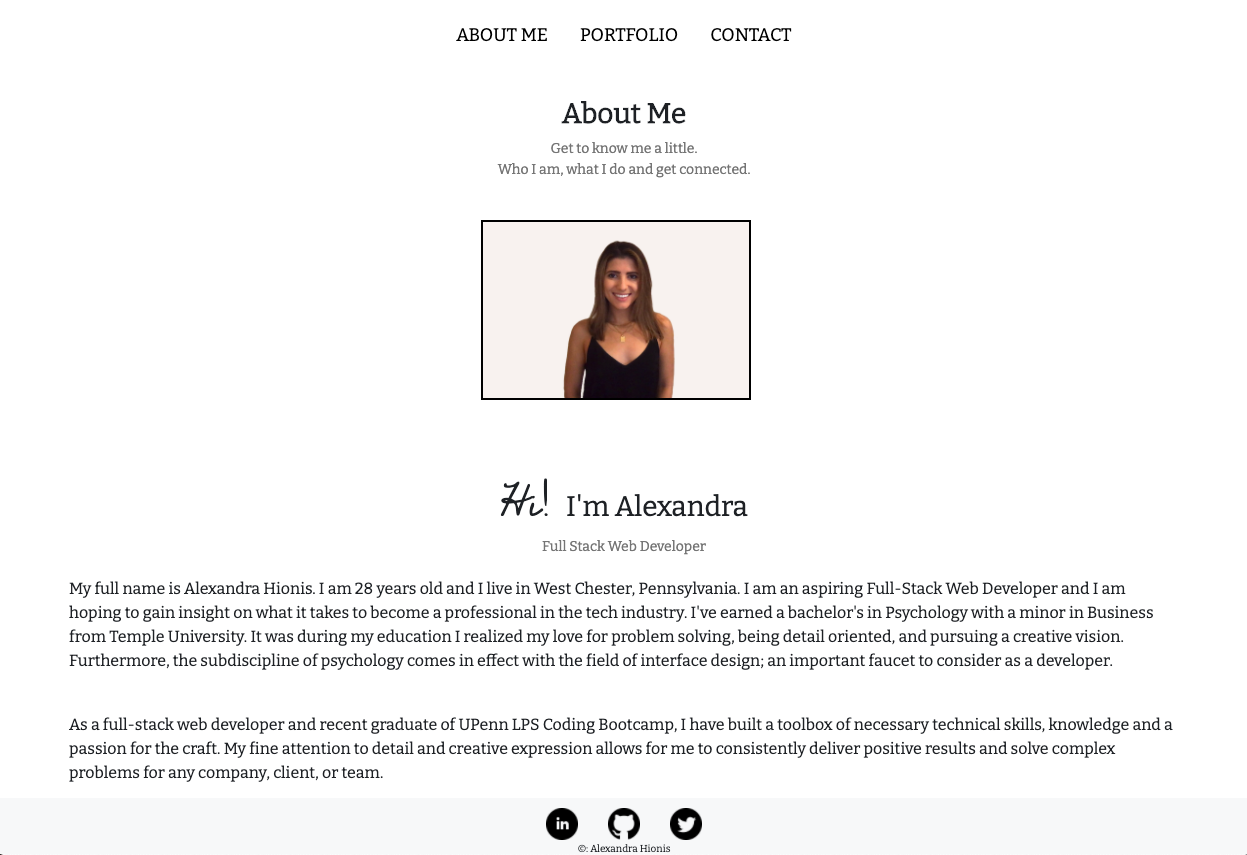 ABOUT ME PORTFOLIO CONTACT
About Me
Get to know me a little.
Who I am, what I do and get connected.
Hi! I'm Alexandra
Full Stack Web Developer
My full name is Alexandra Hionis. I am 28 years old and I live in West Chester, Pennsylvania. I am an aspiring Full-Stack Web Developer and I am
hoping to gain insight on what it takes to become a professional in the tech industry. I've earned a bachelor's in Psychology with a minor in Business
from Temple University. It was during my education I realized my love for problem solving, being detail oriented, and pursuing a creative vision.
Furthermore, the subdiscipline of psychology comes in effect with the field of interface design; an important faucet to consider as a developer.
As a full-stack web developer and recent graduate of UPenn LPS Coding Bootcamp, I have built a toolbox of necessary technical skills, knowledge and a
passion for the craft. My fine attention to detail and creative expression allows for me to consistently deliver positive results and solve complex
problems for any company, client, or team.
in
©: Alexandra Hionis